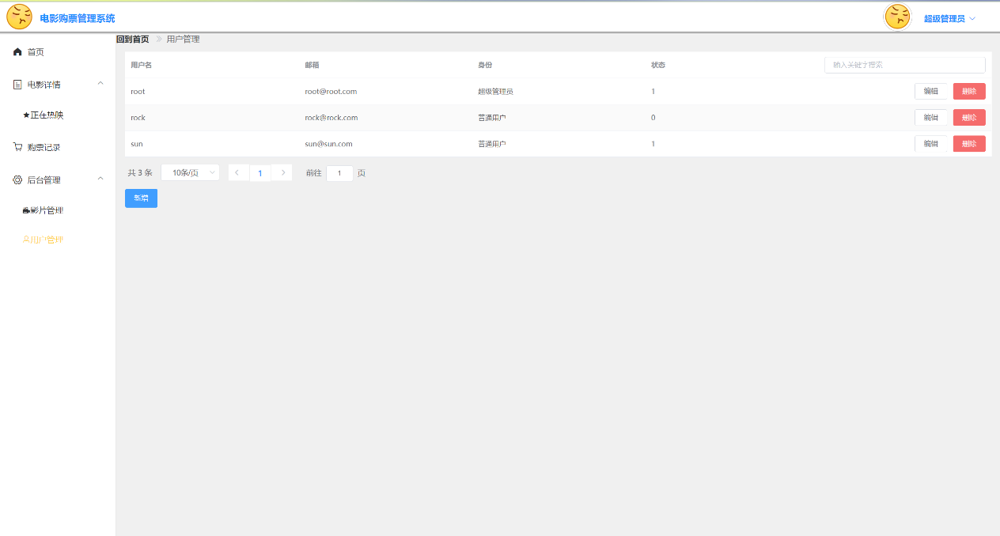 电影购票管理系统
超级管理员
首页
电影详情
★正在热映
购票记录
后台管理
影片管理
用户管理
回到首页 用户管理
用户名 邮箱 身份 状态 输入关键字搜索
root root@root.com 超级管理员 1 编辑 删除
rock rock@rock.com 普通用户 0 编辑 删除
sun sun@sun.com 普通用户 1 编辑 删除
共 3 条 10条/页 1 前往 1 页
新增